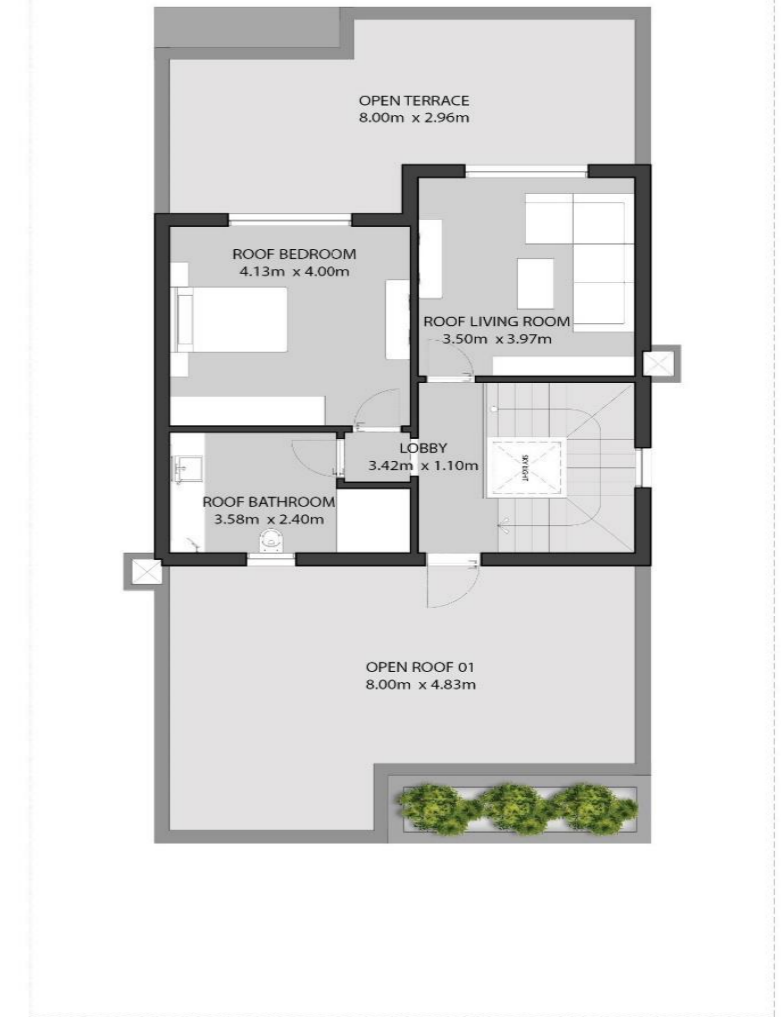 OPEN TERRACE
8.00m x 2.96m
ROOF BEDROOM
4.13m x 4.00m
ROOF LIVING ROOM
3.50m x 3.97m
LOBBY
3.42m x 1.10m
SKYLIGHT
ROOF BATHROOM
3.58m x 2.40m
OPEN ROOF 01
8.00m x 4.83m